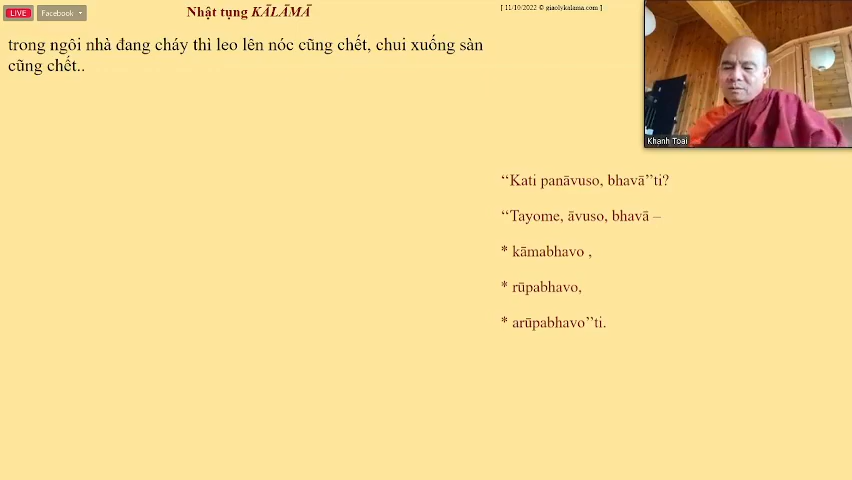 LIVE
Facebook
Nhật tụng KĀLĀMĀ
[ 11/10/2022 © giaolykalama.com ]
trong ngôi nhà đang cháy thì leo lên nóc cũng chết, chui xuống sàn
cũng chết..
Khanh Toai
‘‘Kati panāvuso, bhavā’’ti?
‘‘Tayome, āvuso, bhavā –
* kāmabhavo ,
* rūpabhavo,
* arūpabhavo’’ti.